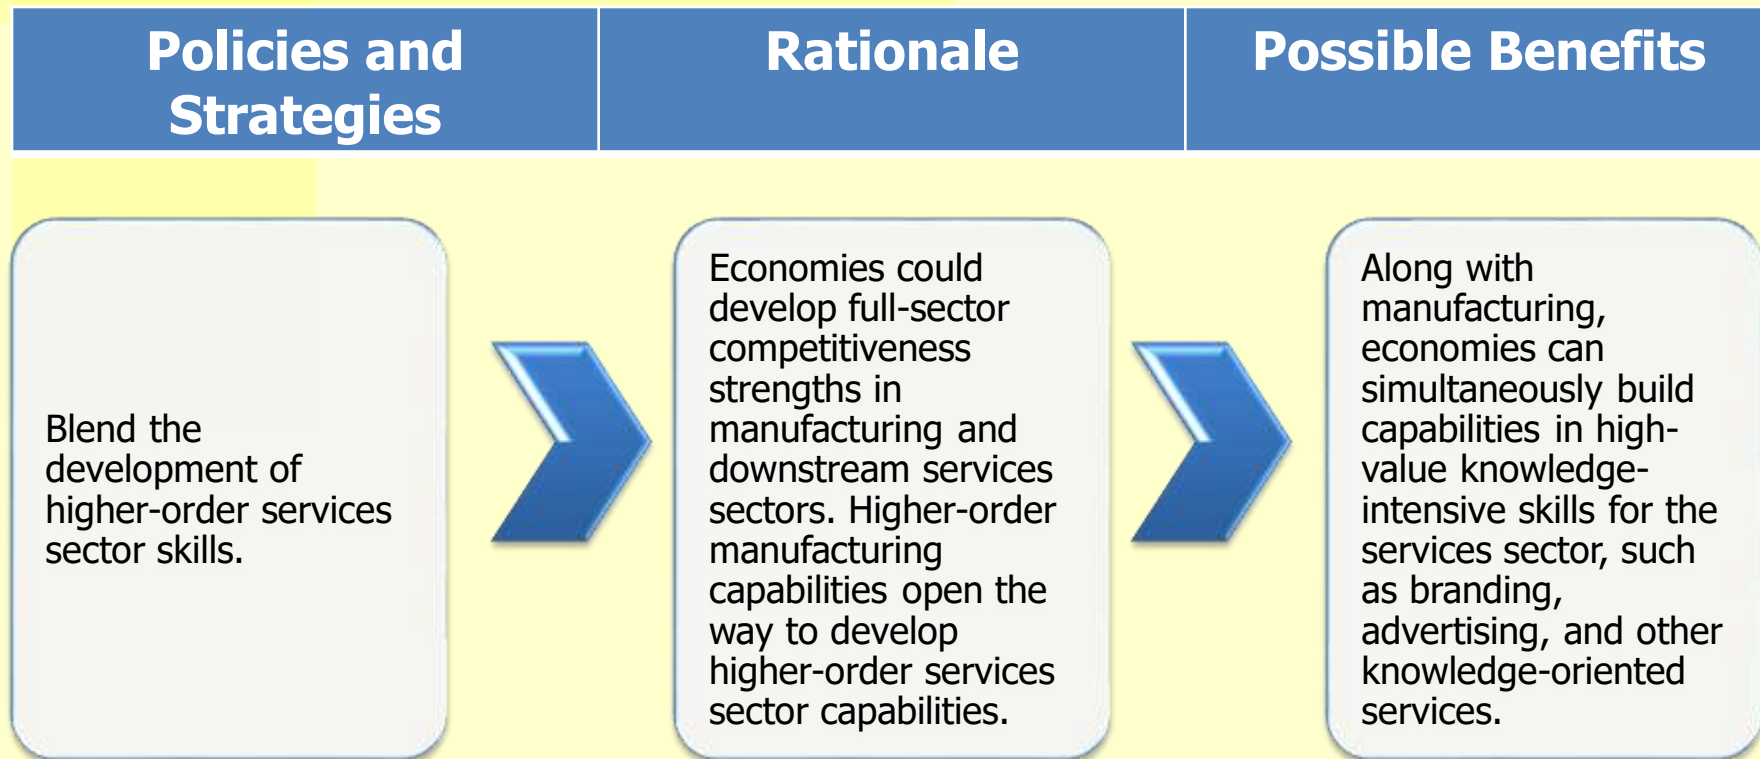 Policies and
Strategies
Rationale
Possible Benefits
Blend the
development of
higher-order services
sector skills.
Economies could
develop full-sector
competitiveness
strengths in
manufacturing and
downstream services
sectors. Higher-order
manufacturing
capabilities open the
way to develop
higher-order services
sector capabilities.
Along with
manufacturing,
economies can
simultaneously build
capabilities in high-
value knowledge-
intensive skills for the
services sector, such
as branding,
advertising, and other
knowledge-oriented
services.